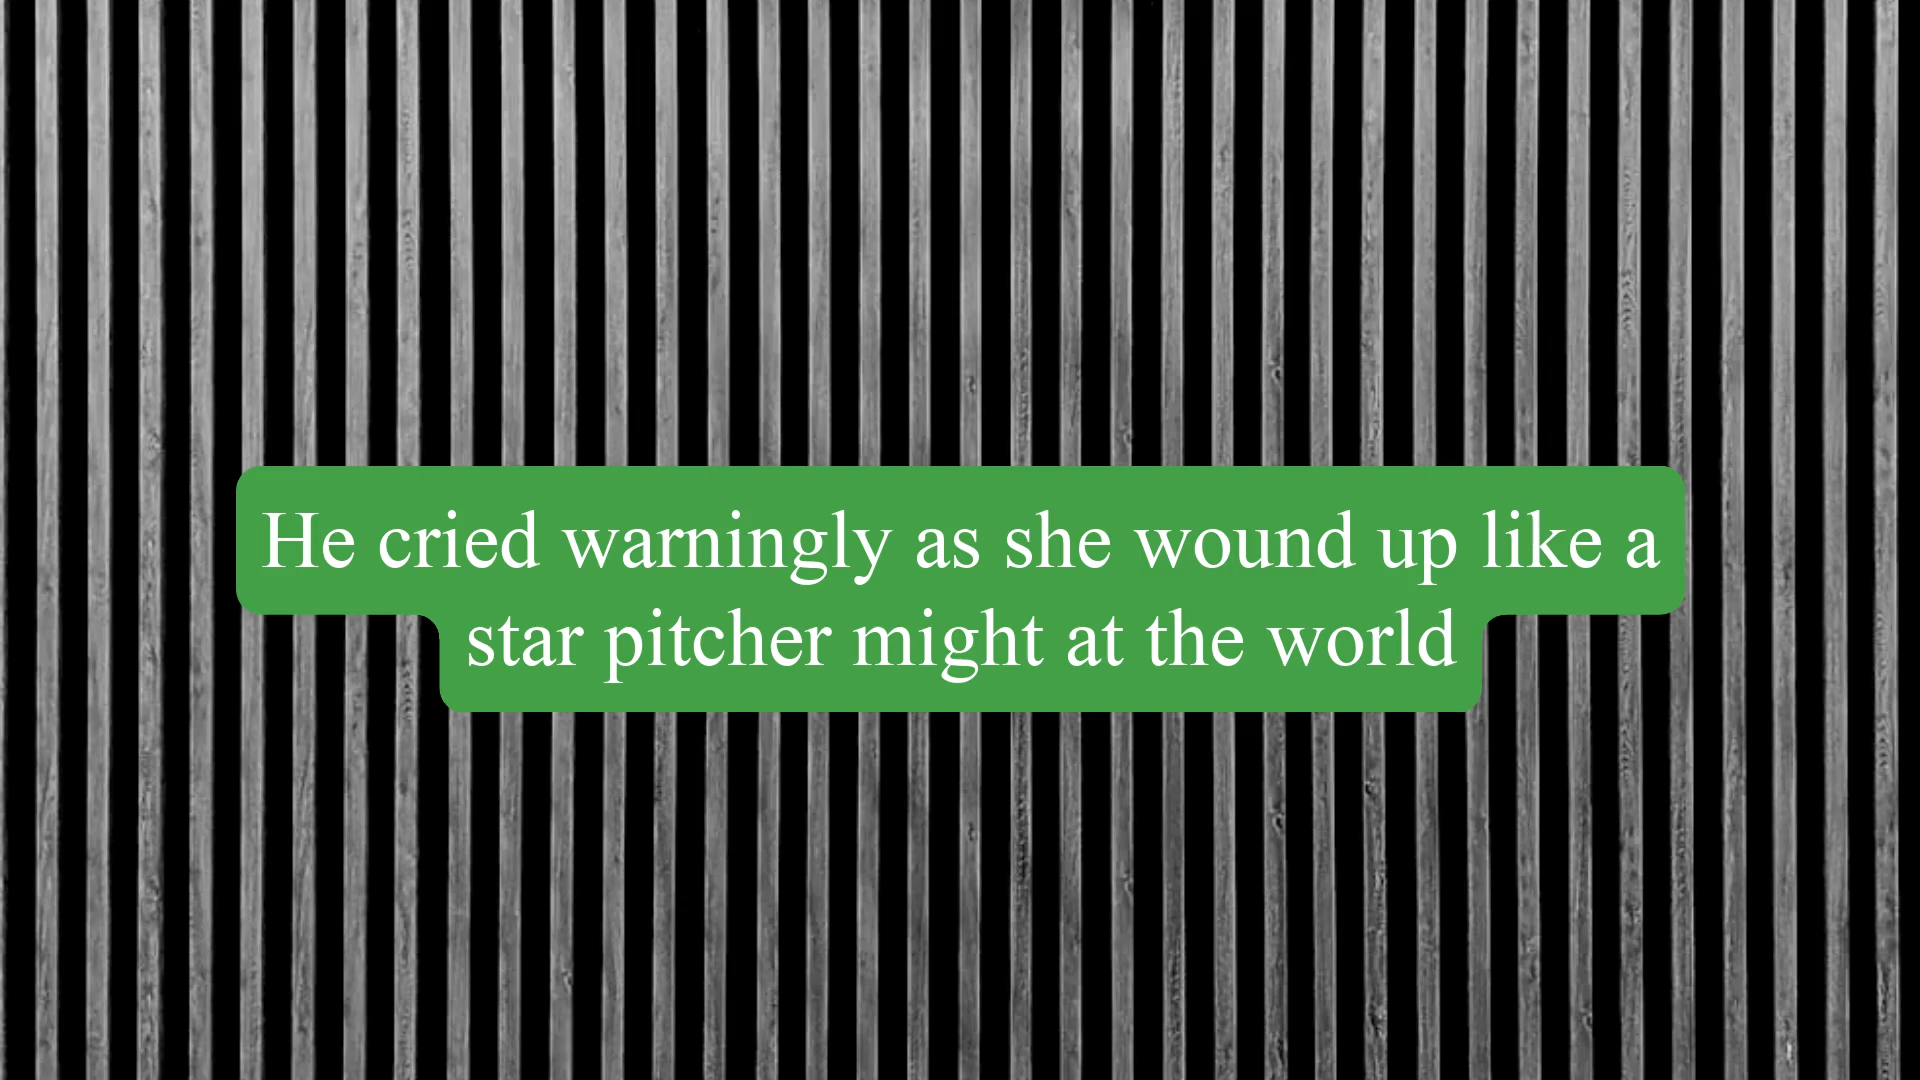 He cried warningly as she wound up like a
star pitcher might at the world